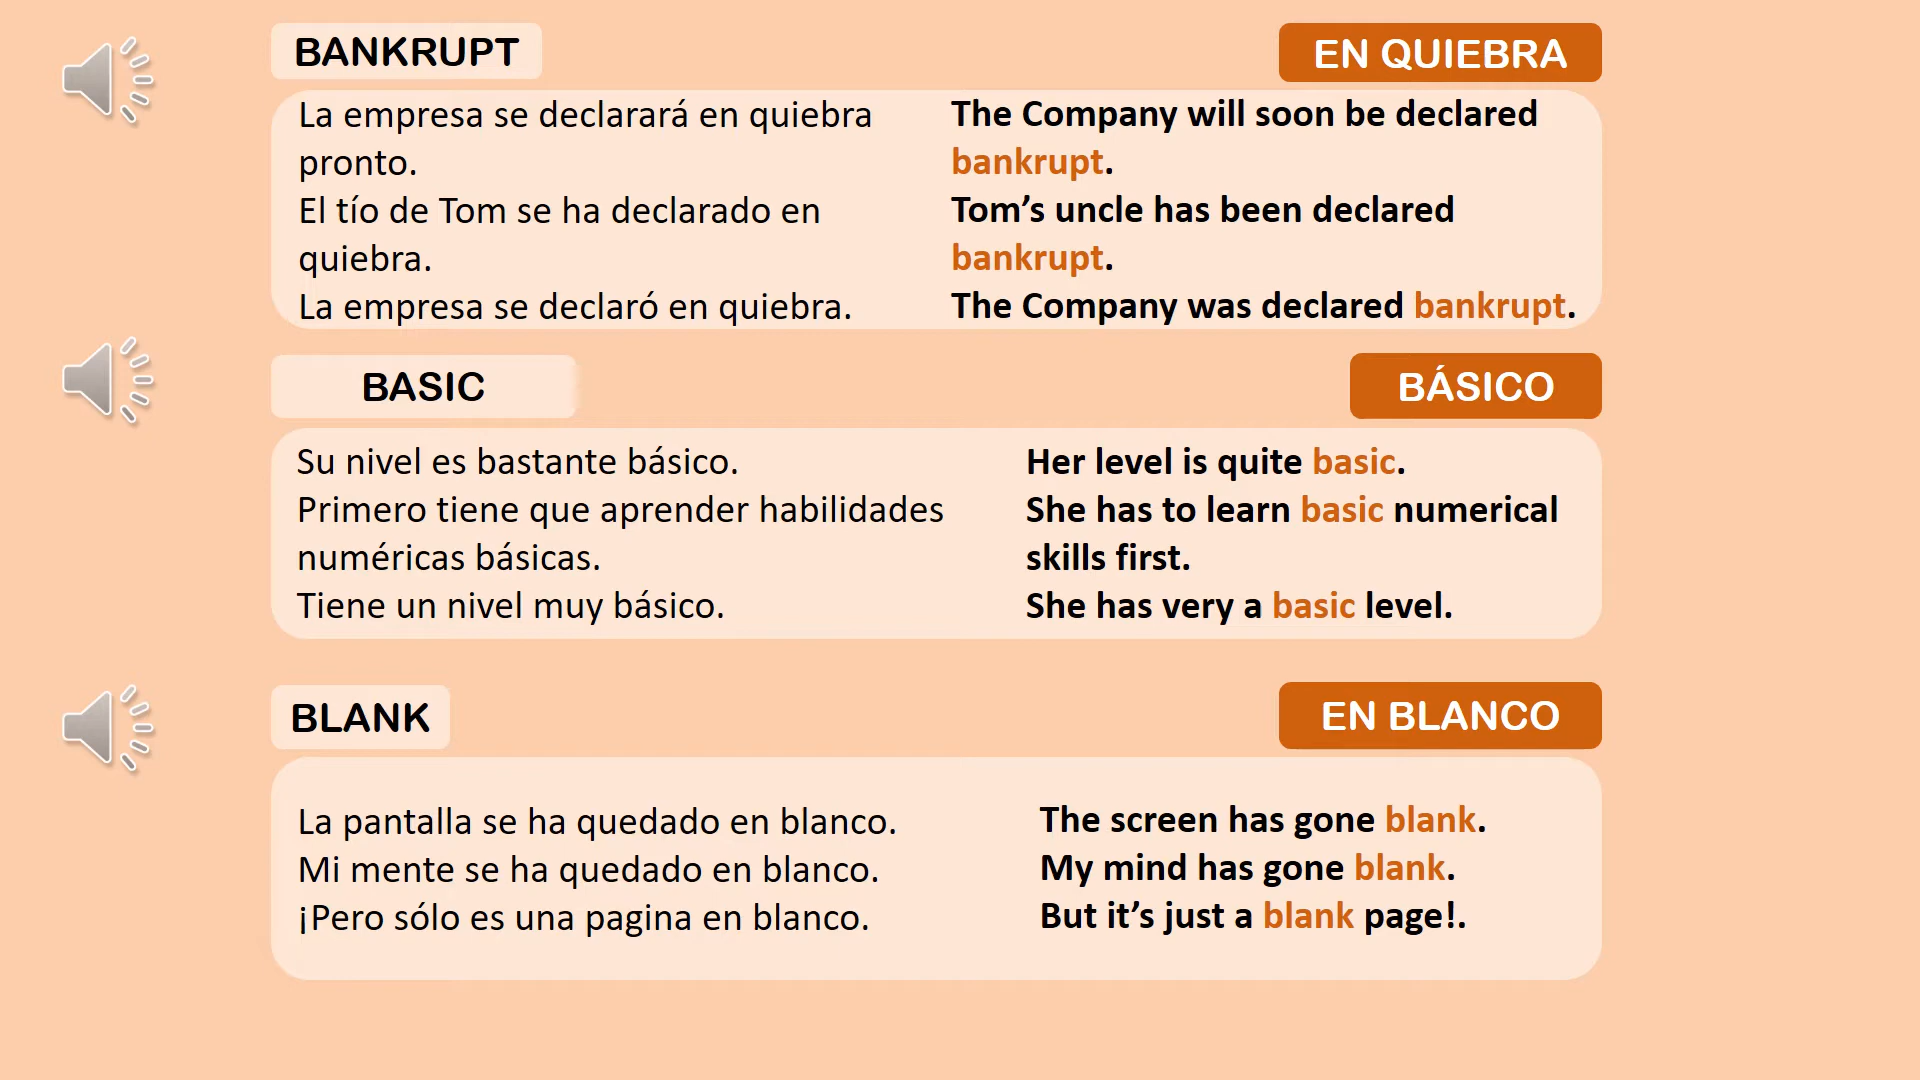 BANKRUPT
EN QUIEBRA
La empresa se declarará en quiebra
pronto.
El tío de Tom se ha declarado en
quiebra.
La empresa se declaró en quiebra.
The Company will soon be declared
bankrupt.
Tom’s uncle has been declared
bankrupt.
The Company was declared bankrupt.
BASIC
BÁSICO
Su nivel es bastante básico.
Primero tiene que aprender habilidades
numéricas básicas.
Tiene un nivel muy básico.
Her level is quite basic.
She has to learn basic numerical
skills first.
She has very a basic level.
BLANK
EN BLANCO
La pantalla se ha quedado en blanco.
Mi mente se ha quedado en blanco.
¡Pero sólo es una pagina en blanco.
The screen has gone blank.
My mind has gone blank.
But it’s just a blank page!.